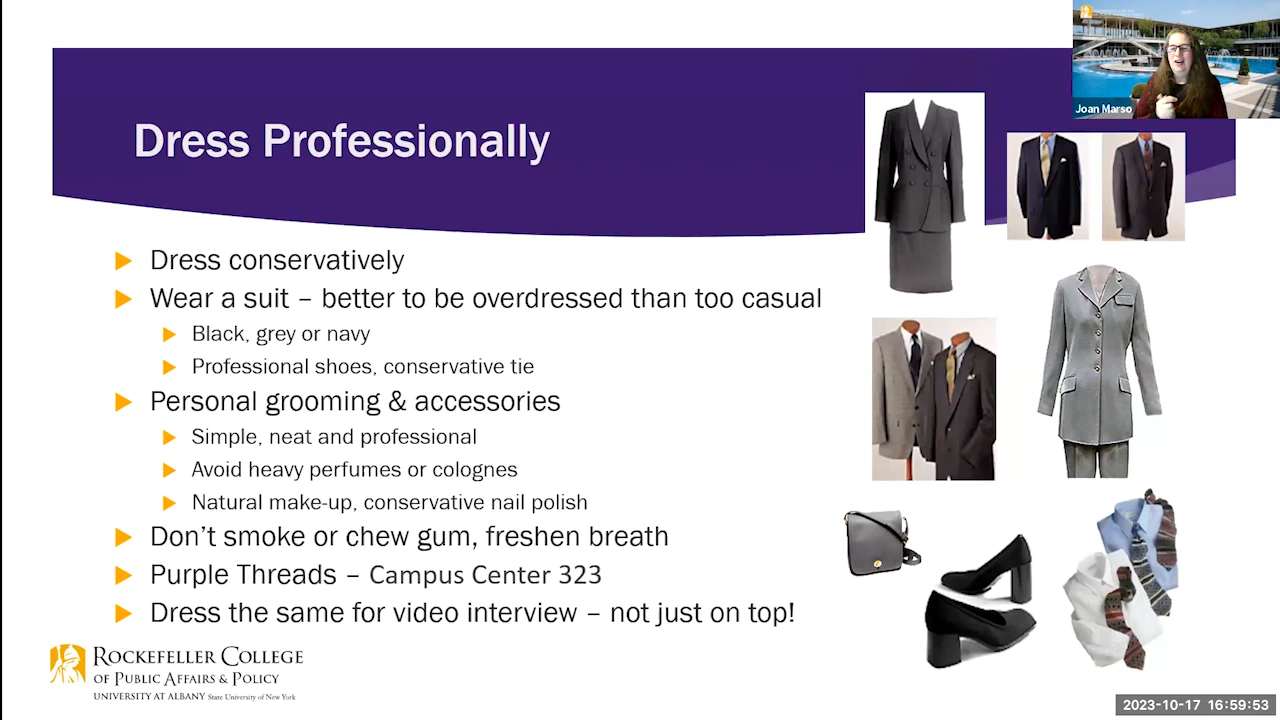 Joan Marso
Dress Professionally
Dress conservatively
Wear a suit – better to be overdressed than too casual
Black, grey or navy
Professional shoes, conservative tie
Personal grooming & accessories
Simple, neat and professional
Avoid heavy perfumes or colognes
Natural make-up, conservative nail polish
Don't smoke or chew gum, freshen breath
Purple Threads – Campus Center 323
Dress the same for video interview – not just on top!
ROCKEFELLER COLLEGE
OF PUBLIC AFFAIRS & POLICY
UNIVERSITY AT ALBANY State University of New York
2023-10-17 16:59:53